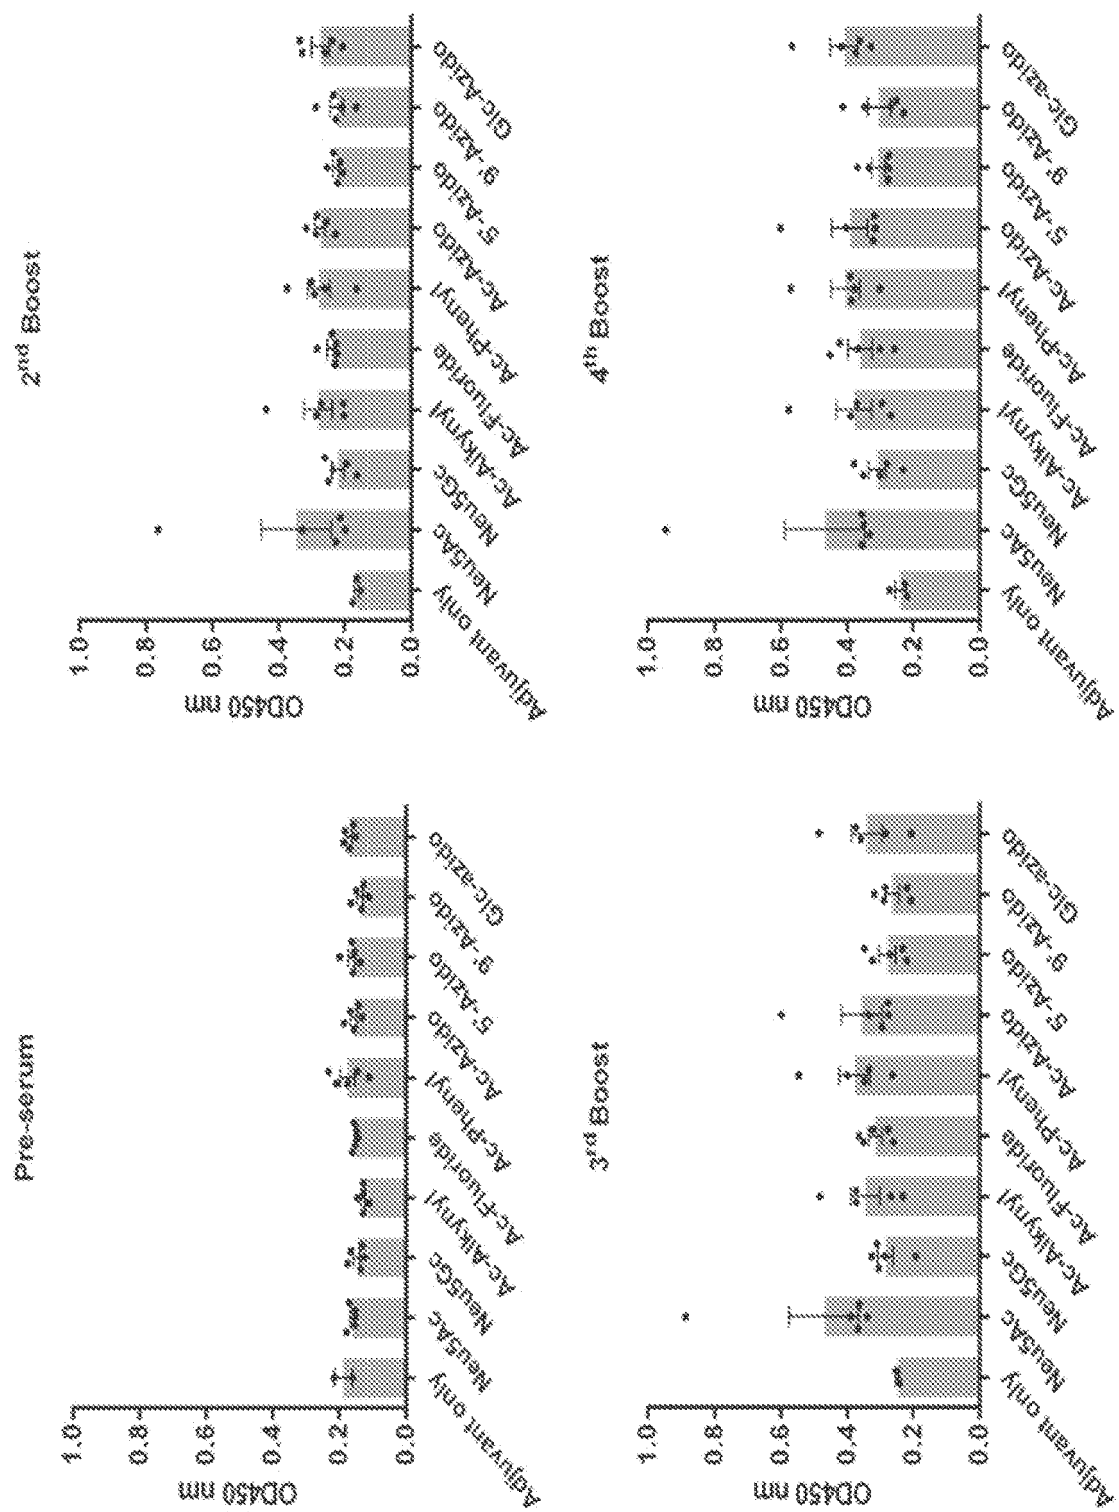 Pre-serum
OD450 nm
1.0
0.8
0.6
0.4
0.2
0.0
Adjuvant only
Neu5Ac
Neu5Gc
Ac-Alkynyl
Ac-Fluoride
Ac-Phenyl
Ac-Azido
5'-Azido
9'-Azido
Glc-azido
2nd Boost
OD450 nm
1.0
0.8
0.6
0.4
0.2
0.0
Adjuvant only
Neu5Ac
Neu5Gc
Ac-Alkynyl
Ac-Fluoride
Ac-Phenyl
Ac-Azido
5'-Azido
9'-Azido
Glc-Azido
3rd Boost
OD450 nm
1.0
0.8
0.6
0.4
0.2
0.0
Adjuvant only
Neu5Ac
Neu5Gc
Ac-Alkynyl
Ac-Fluoride
Ac-Phenyl
Ac-Azido
5'-Azido
9'-Azido
Glc-azido
4th Boost
OD450 nm
1.0
0.8
0.6
0.4
0.2
0.0
Adjuvant only
Neu5Ac
Neu5Gc
Ac-Alkynyl
Ac-Fluoride
Ac-Phenyl
Ac-Azido
5'-Azido
9'-Azido
Glc-azido